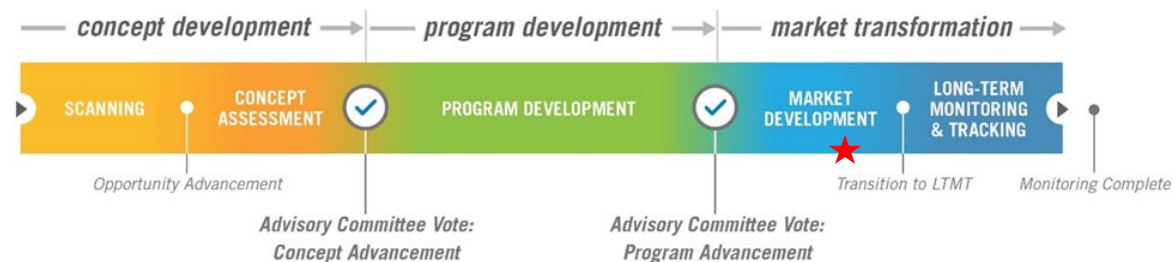 concept development
program development
market transformation
SCANNING
CONCEPT
ASSESSMENT
PROGRAM DEVELOPMENT
MARKET
DEVELOPMENT
LONG-TERM
MONITORING
& TRACKING
Opportunity Advancement
Transition to LTMT
Monitoring Complete
Advisory Committee Vote:
Concept Advancement
Advisory Committee Vote:
Program Advancement